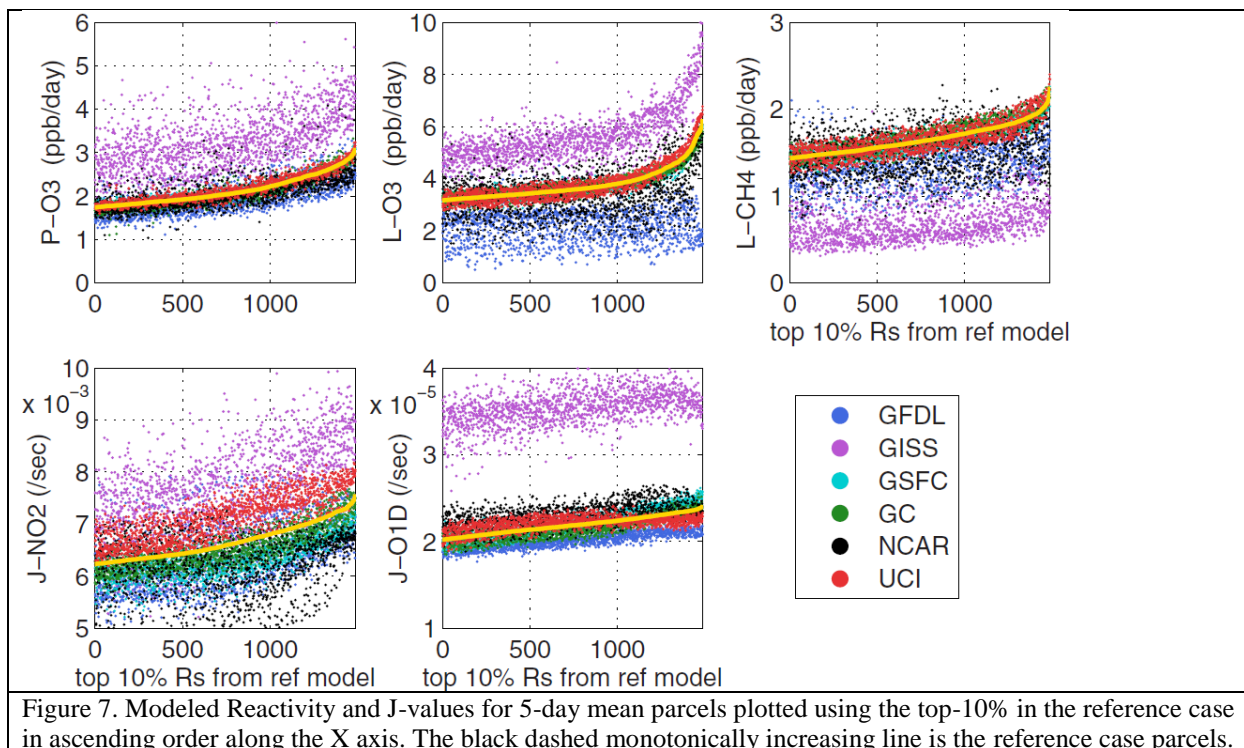 6
5
4
3
2
1
0
P−O3 (ppb/day)
0 500 1000
10
8
6
4
2
0
L−O3 (ppb/day)
0 500 1000
3
2
1
0
L−CH4 (ppb/day)
0 500 1000
top 10% Rs from ref model
10
x 10⁻³
9
8
7
6
5
J−NO2 (/sec)
0 500 1000
top 10% Rs from ref model
4
x 10⁻⁵
3
2
1
J−O1D (/sec)
0 500 1000
top 10% Rs from ref model
GFDL
GISS
GSFC
GC
NCAR
UCI
Figure 7. Modeled Reactivity and J-values for 5-day mean parcels plotted using the top-10% in the reference case
in ascending order along the X axis. The black dashed monotonically increasing line is the reference case parcels.